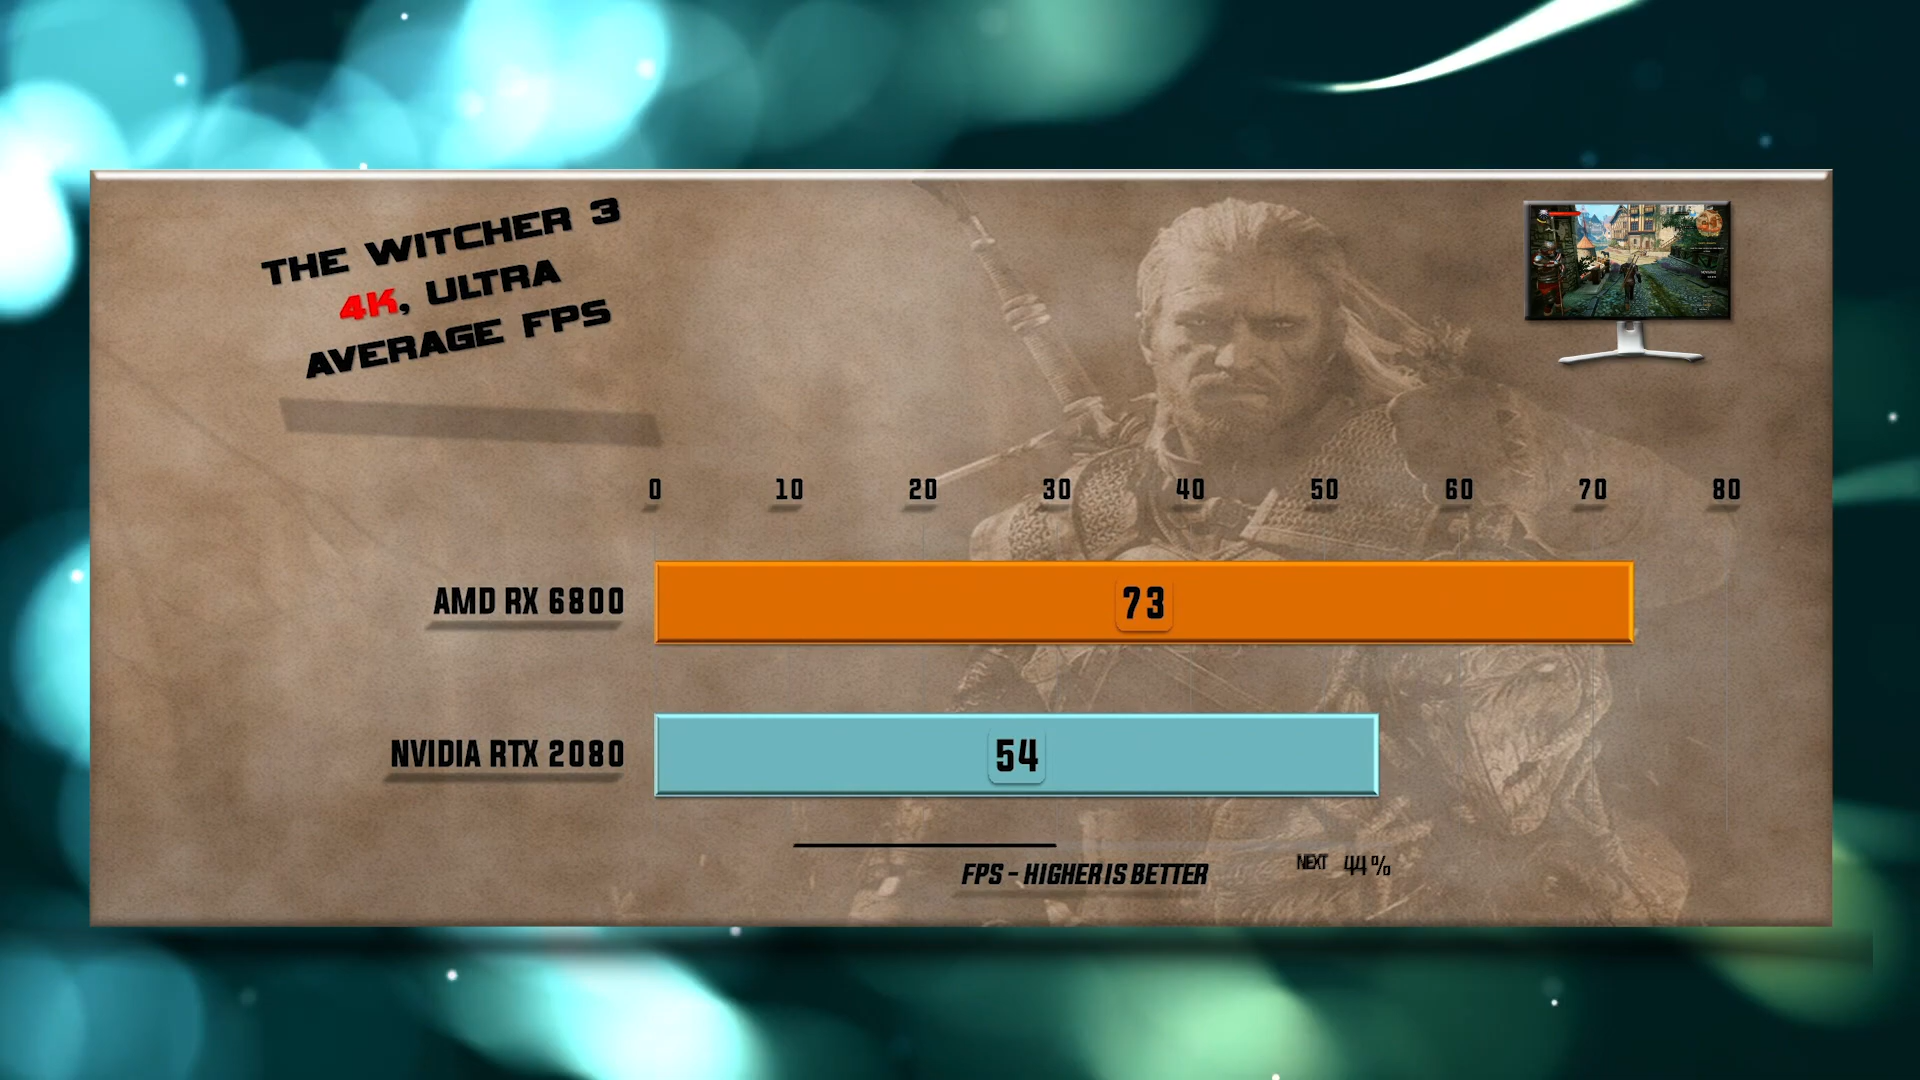 THE WITCHER 3
4K, ULTRA
AVERAGE FPS
0 10 20 30 40 50 60 70 80
AMD RX 6800
73
NVIDIA RTX 2080
54
FPS - HIGHER IS BETTER
NEXT 44%